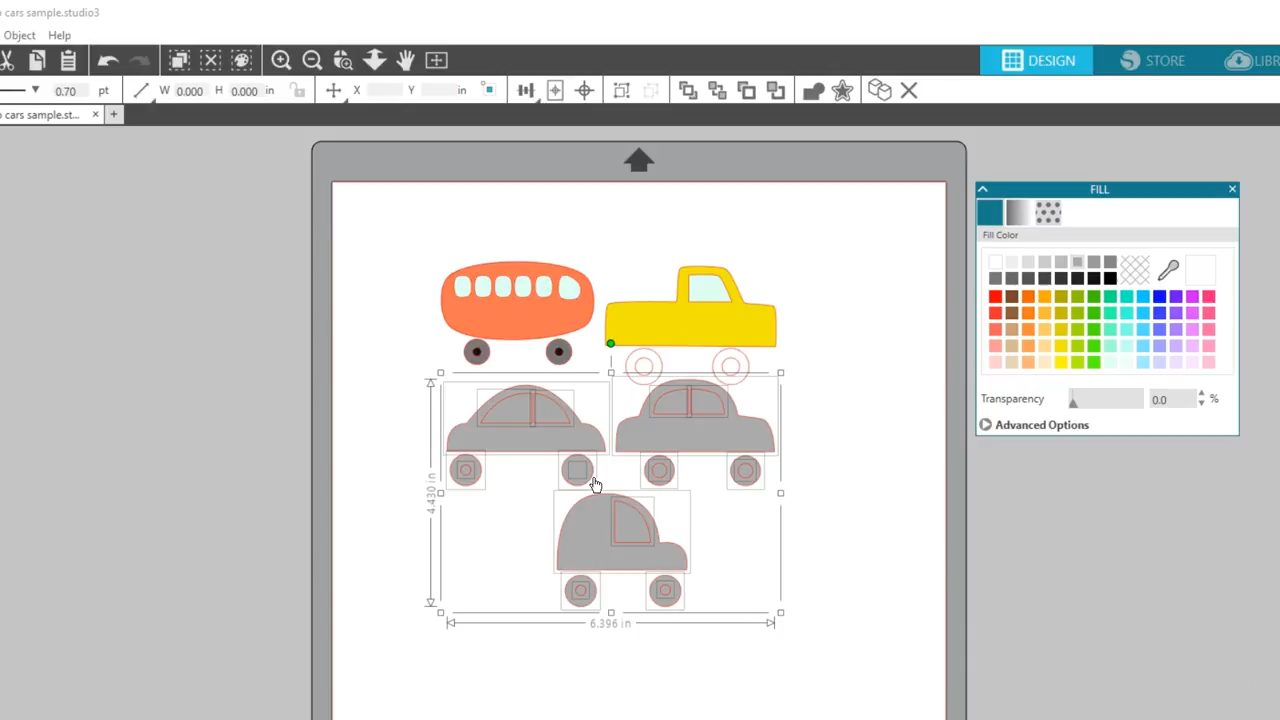 cars sample.studio3
Object Help
DESIGN STORE LIBR
0.70 pt W 0.000 H 0.000 in X Y in
cars sample.st... × +
FILL
Fill Color
Transparency 0.0 %
Advanced Options
4.430 in
6.396 in